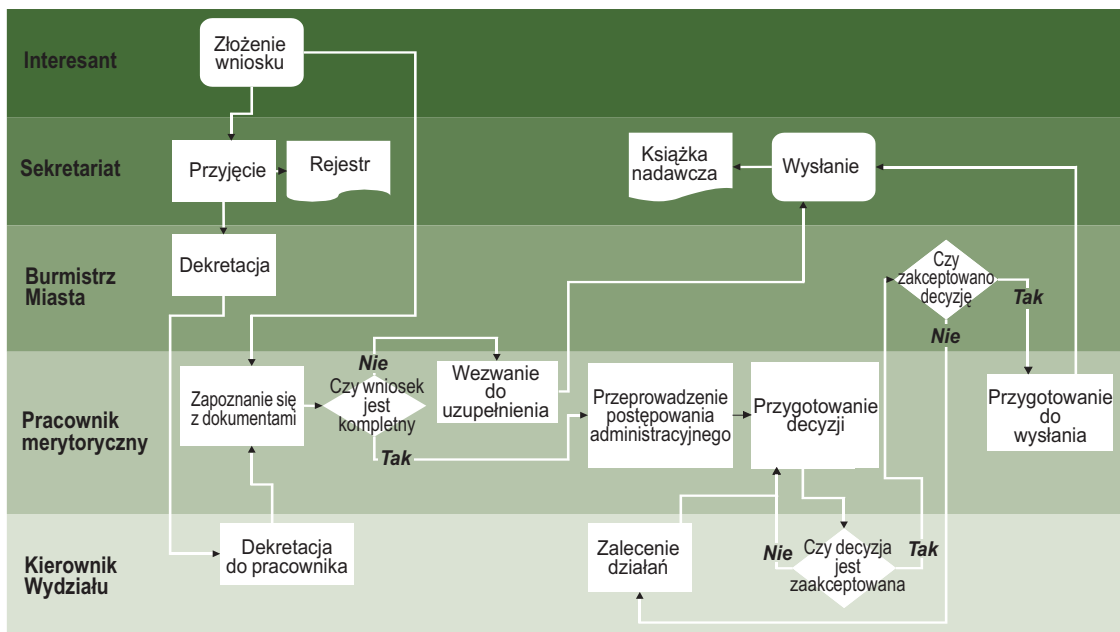 Interesant
Złożenie
wniosku
Sekretariat
Przyjęcie
Rejestr
Książka
nadawcza
Wysłanie
Burmistrz
Miasta
Dekretacja
Czy
zakceptowano
decyzję
Tak
Nie
Pracownik
merytoryczny
Zapoznanie się
z dokumentami
Czy wniosek
jest
kompletny
Nie
Tak
Wezwanie
do
uzupełnienia
Przeprowadzenie
postępowania
administracyjnego
Przygotowanie
decyzji
Przygotowanie
do
wysłania
Kierownik
Wydziału
Dekretacja
do pracownika
Zalecenie
działań
Nie
Czy decyzja
jest
zaakceptowana
Tak